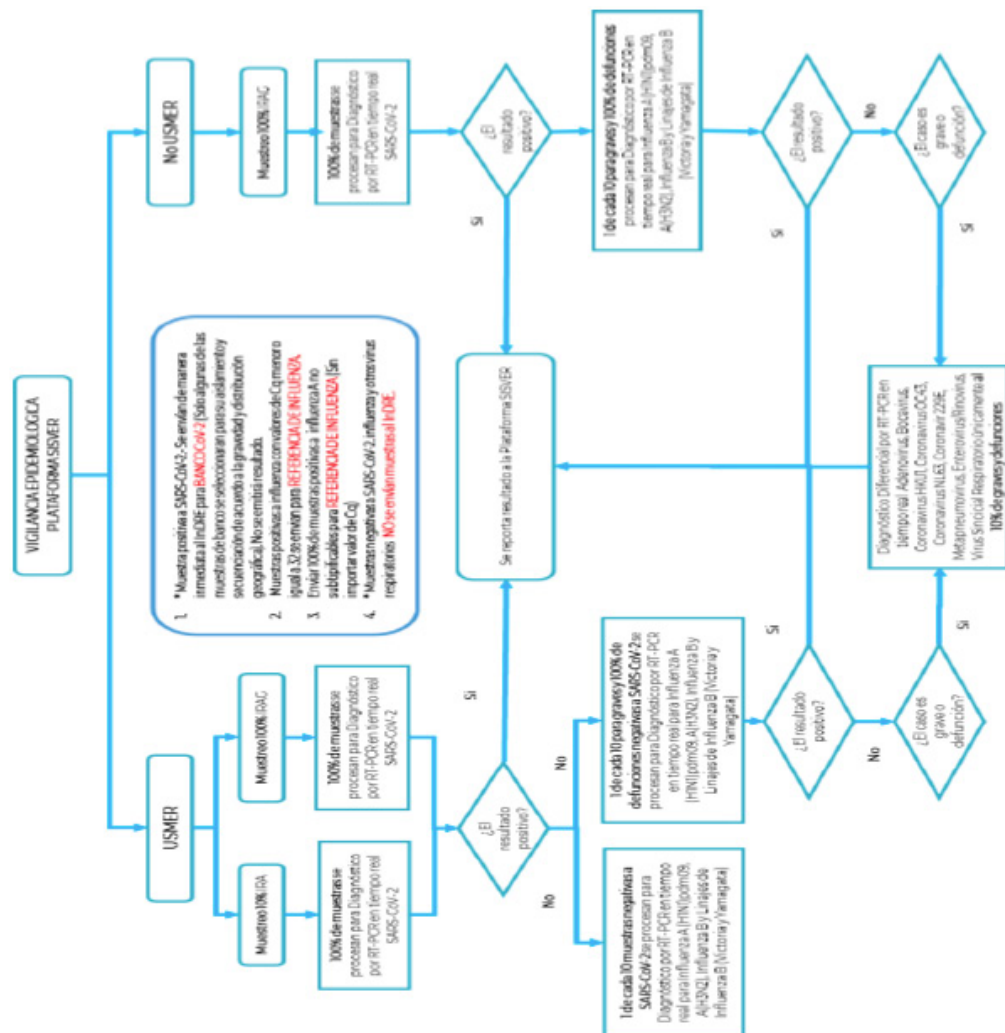 VIGILANCIA EPIDEMOLOGICA
PLATAFORMA SISVER
USMER
No USMER
Muestreo 10% IRA
Muestreo 100% IRAG
Muestreo 100% IRAG
100% de muestras se
procesan para Diagnóstico
por RT-PCR en tiempo real
SARS-CoV-2
100% de muestras se
procesan para Diagnóstico
por RT-PCR en tiempo real
SARS-CoV-2
100% de muestras se
procesan para Diagnóstico
por RT-PCR en tiempo real
SARS-CoV-2
1. *Muestra positiva a SARS-CoV-2.- Se envían de manera
inmediata al InDRE para BANCO CoV-2 (Solo algunas de las
muestras de banco se seleccionaran para su aislamiento y
secuenciación de acuerdo a la gravedad y distribución
geográfica). No se emitirá resultado.
2. Muestras positivas a influenza con valores de Cq menor o
igual a 32 se envían para REFERENCIA DE INFLUENZA.
3. Enviar 100% de muestras positivas a influenza A no
subtipificables para REFERENCIA DE INFLUENZA (Sin
importar valor de Cq)
4. *Muestras negativas a SARS-CoV-2, influenza y otros virus
respiratorios NO se envían muestras al InDRE.
¿El
resultado
positivo?
Si
Se reporta resultado a la Plataforma SISVER
Si
¿El
resultado
positivo?
No
No
1 de cada 10 muestras negativas a
SARS-CoV-2 se procesan para
Diagnóstico por RT-PCR en tiempo
real para Influenza A (H1N1)pdm09,
A(H3N2), Influenza B y Linajes de
Influenza B (Victoria y Yamagata)
1 de cada 10 para graves y 100% de
defunciones negativas a SARS-CoV-2 se
procesan para Diagnóstico por RT-PCR
en tiempo real para Influenza A
(H1N1)pdm09, A(H3N2), Influenza B y
Linajes de Influenza B (Victoria y
Yamagata)
1 de cada 10 para graves y 100% de defunciones
procesan para Diagnóstico por RT-PCR en
tiempo real para Influenza A (H1N1)pdm09,
A(H3N2), Influenza B y Linajes de Influenza B
(Victoria y Yamagata)
¿El resultado
positivo?
Si
Si
¿El resultado
positivo?
No
No
¿El caso es
grave o
defunción?
Si
Diagnóstico Diferencial por RT-PCR en
tiempo real Adenovirus, Bocavirus,
Coronavirus HKU1, Coronavirus OC43,
Coronavirus NL63, Coronavir 229E,
Metapneumovirus, Enterovirus/Rinovirus,
Virus Sincicial Respiratorio únicamente al
10% de graves y defunciones
Si
¿El caso es
grave o
defunción?